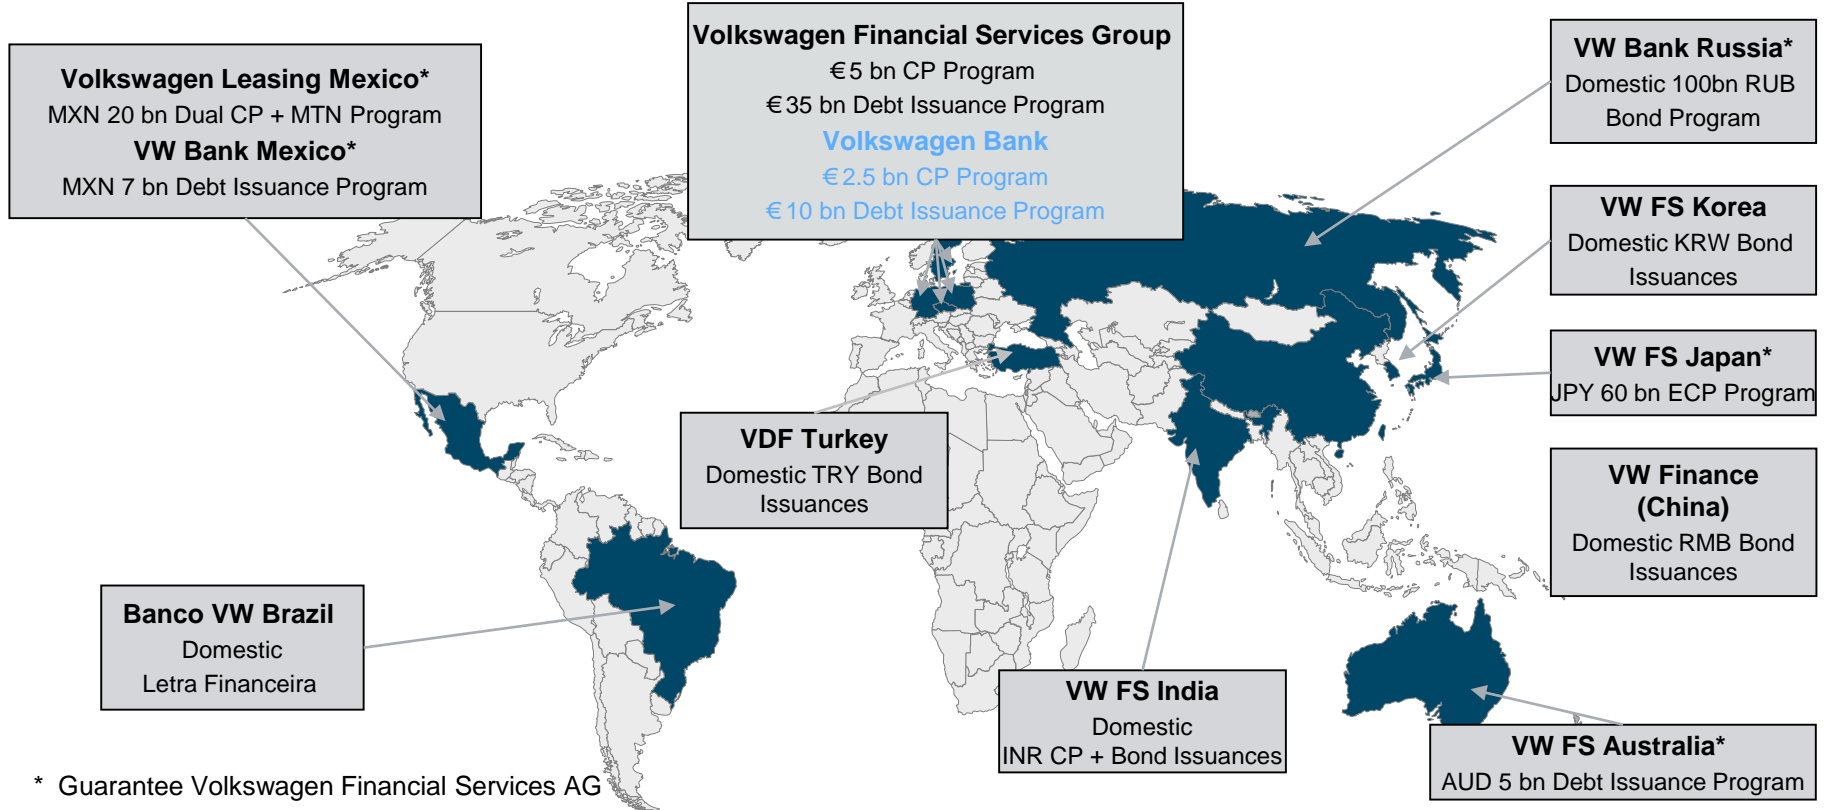 Volkswagen Financial Services Group
€5 bn CP Program
€35 bn Debt Issuance Program
Volkswagen Bank
€2.5 bn CP Program
€10 bn Debt Issuance Program
Volkswagen Leasing Mexico*
MXN 20 bn Dual CP + MTN Program
VW Bank Mexico*
MXN 7 bn Debt Issuance Program
VW Bank Russia*
Domestic 100bn RUB
Bond Program
VW FS Korea
Domestic KRW Bond
Issuances
VW FS Japan*
JPY 60 bn ECP Program
VDF Turkey
Domestic TRY Bond
Issuances
VW Finance
(China)
Domestic RMB Bond
Issuances
Banco VW Brazil
Domestic
Letra Financeira
VW FS India
Domestic
INR CP + Bond Issuances
VW FS Australia*
AUD 5 bn Debt Issuance Program
* Guarantee Volkswagen Financial Services AG